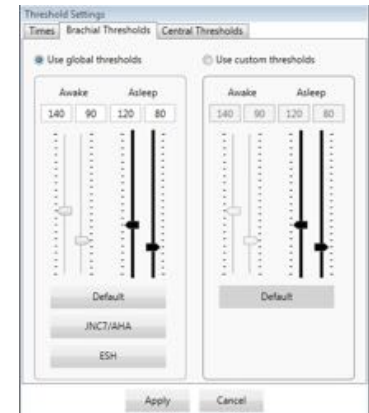 Threshold Settings
Times Brachial Thresholds Central Thresholds
Use global thresholds Use custom thresholds
Awake Asleep Awake Asleep
140 90 120 80 140 90 120 80
Default Default
JNCT/AHA
ESH
Apply Cancel